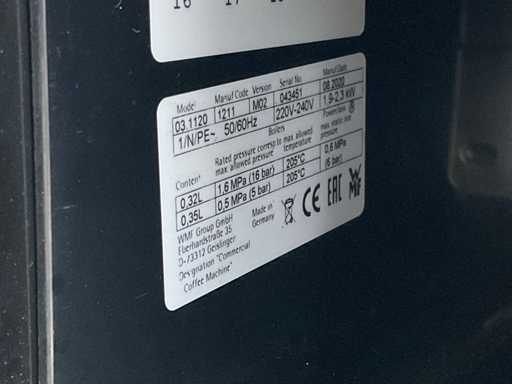 16 17
Model Manuf Code Version Serial No Manuf Date
03.1120 1211 M02 043451 08.2020
1/N/PE~ 50/60Hz 220V-240V 1.9-2.3 kW
Boilers
Content Rated pressure corresp to max allowed pressure max. allowed temperature max. static inlet pressure
0,32L 1,6 MPa (16 bar) 205°C 0,6 MPa (6 bar)
0,35L 0,5 MPa (5 bar) 205°C
WMF Group GmbH
Eberhardstraße 35
D-73312 Geislingen
Designation "Commercial
Coffee Machine"
Made in
Germany
CE EAC WMF